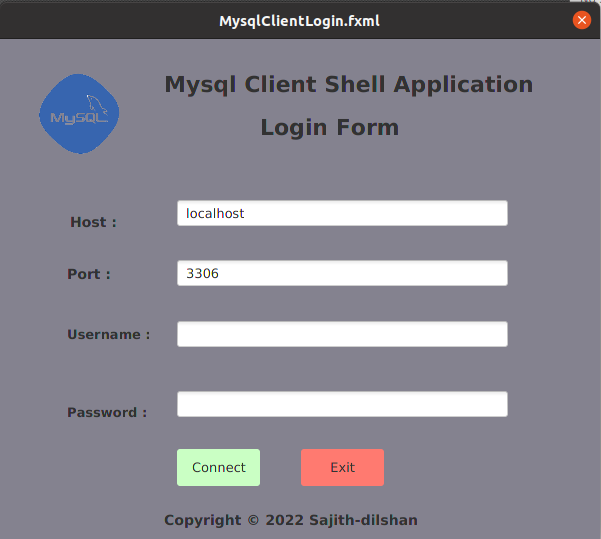 MysqlClientLogin.fxml
MySQL
Mysql Client Shell Application
Login Form
Host :
localhost
Port :
3306
Username :
Password :
Connect
Exit
Copyright © 2022 Sajith-dilshan